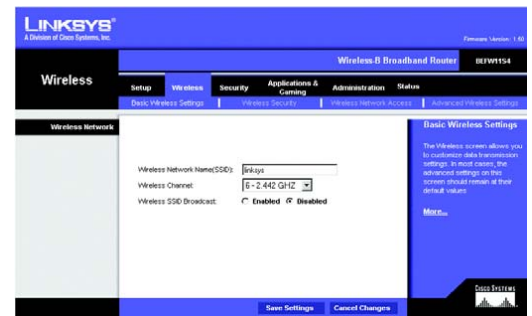 LINKSYS®
A Division of Cisco Systems, Inc.
Firmware Version: 1.60
Wireless-B Broadband Router BEFW11S4
Wireless
Setup Wireless Security Applications & Gaming Administration Status
Basic Wireless Settings Wireless Security Wireless Network Access Advanced Wireless Settings
Wireless Network
Wireless Network Name(SSID): linksys
Wireless Channel: 6 - 2.442 GHZ
Wireless SSID Broadcast: Enabled Disabled
Basic Wireless Settings
The Wireless screen allows you
to customize data transmission
settings. In most cases, the
advanced settings on this
screen should remain at their
default values
More...
Save Settings Cancel Changes
CISCO SYSTEMS